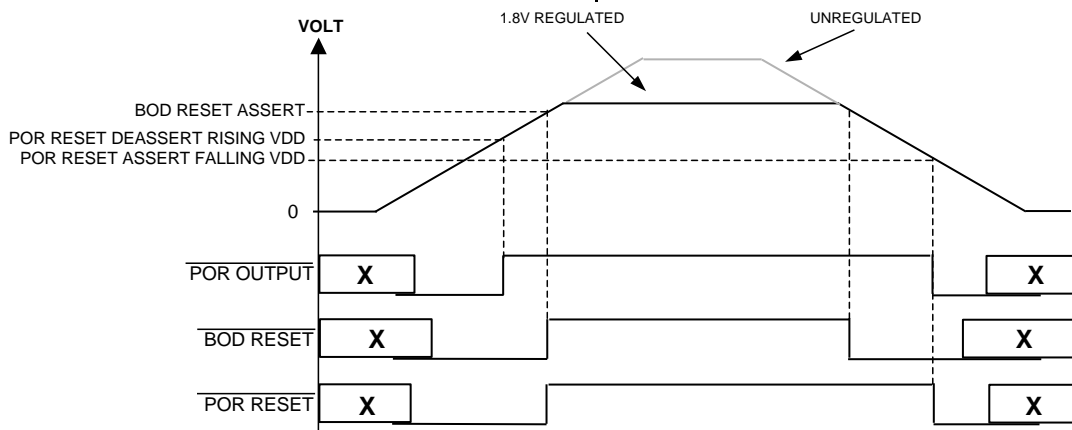 1.8V REGULATED
UNREGULATED
VOLT
BOD RESET ASSERT
POR RESET DEASSERT RISING VDD
POR RESET ASSERT FALLING VDD
0
POR OUTPUT
X
X
BOD RESET
X
X
POR RESET
X
X